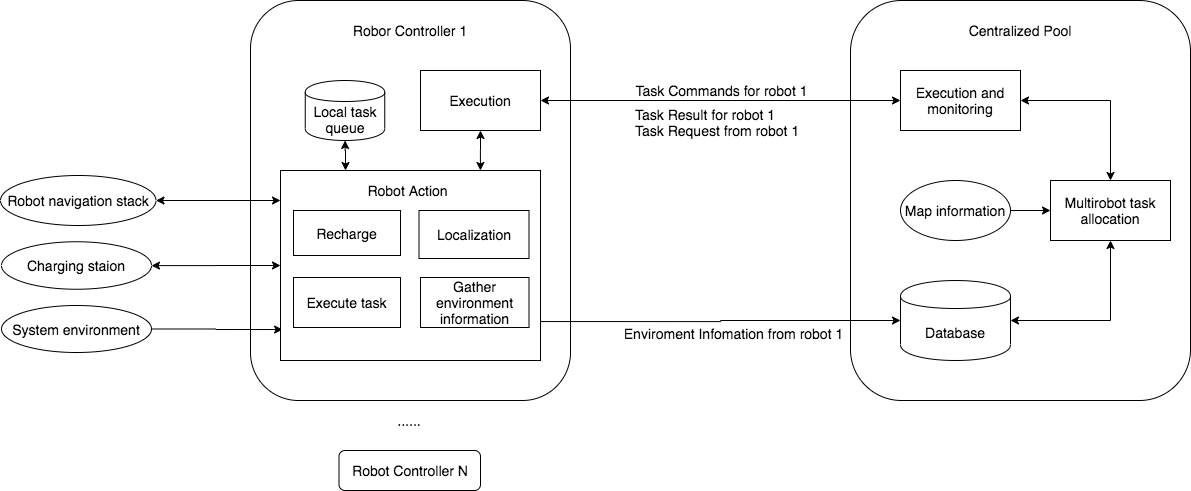 Robor Controller 1
Centralized Pool
Local task
queue
Execution
Task Commands for robot 1
Task Result for robot 1
Task Request from robot 1
Execution and
monitoring
Robot Action
Robot navigation stack
Recharge
Localization
Map information
Multirobot task
allocation
Charging staion
Execute task
Gather
environment
information
System environment
Enviroment Infomation from robot 1
Database
......
Robot Controller N